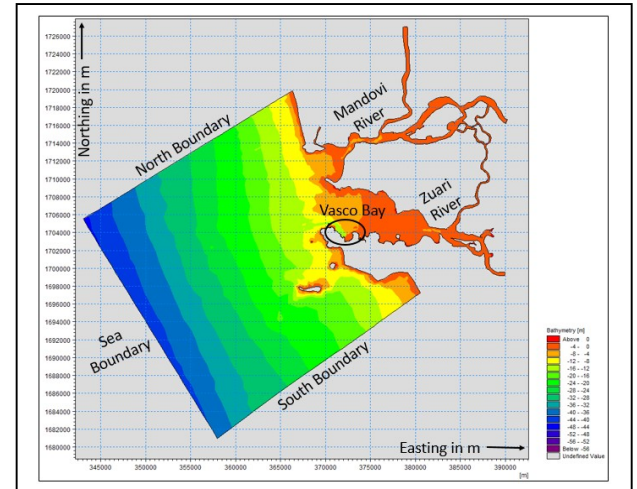 1726000
1724000
1722000
1720000
1718000
1716000
1714000
1712000
1710000
1708000
1706000
1704000
1702000
1700000
1698000
1696000
1694000
1692000
1690000
1688000
1686000
1684000
1682000
1680000
Northing in m
North Boundary
Mandovi
River
Zuari
River
Vasco Bay
Sea
Boundary
South Boundary
Easting in m
345000 350000 355000 360000 365000 370000 375000 380000 385000 390000
[m]
Bathymetry [m]
Above 0
-4 - 0
-8 - -4
-12 - -8
-16 - -12
-20 - -16
-24 - -20
-28 - -24
-32 - -28
-36 - -32
-40 - -36
-44 - -40
-48 - -44
-52 - -48
-56 - -52
Below -56
Undefined Value